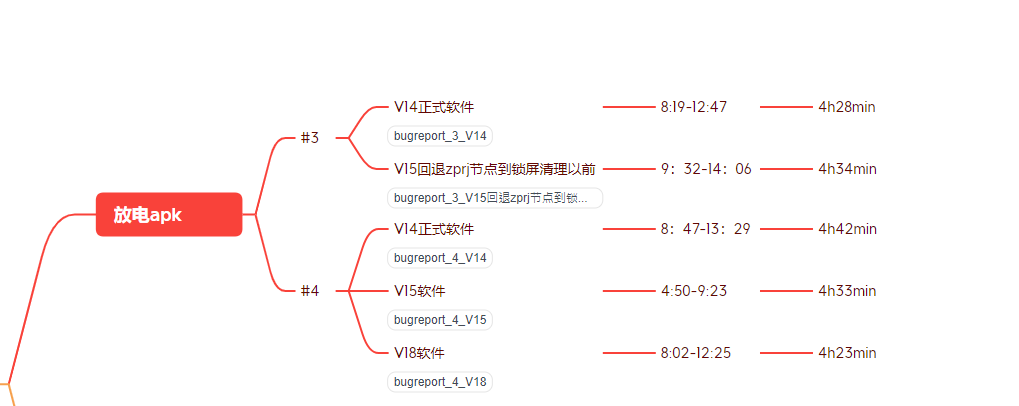 放电apk
#3
V14正式软件 8:19-12:47 4h28min
bugreport_3_V14
V15回退zprj节点到锁屏清理以前 9：32-14：06 4h34min
bugreport_3_V15回退zprj节点到锁...
#4
V14正式软件 8：47-13：29 4h42min
bugreport_4_V14
V15软件 4:50-9:23 4h33min
bugreport_4_V15
V18软件 8:02-12:25 4h23min
bugreport_4_V18